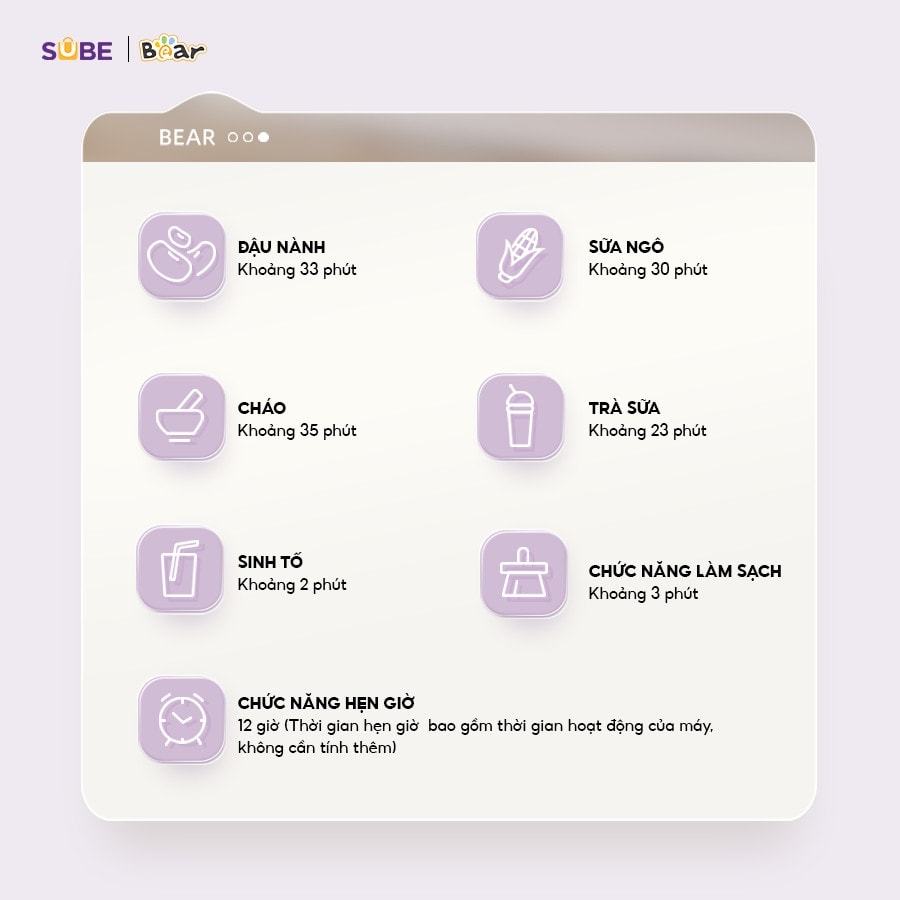 SUBE | Bear
BEAR
ĐẬU NÀNH
Khoảng 33 phút
SỮA NGÔ
Khoảng 30 phút
CHÁO
Khoảng 35 phút
TRÀ SỮA
Khoảng 23 phút
SINH TỐ
Khoảng 2 phút
CHỨC NĂNG LÀM SẠCH
Khoảng 3 phút
CHỨC NĂNG HẸN GIỜ
12 giờ (Thời gian hẹn giờ bao gồm thời gian hoạt động của máy,
không cần tính thêm)